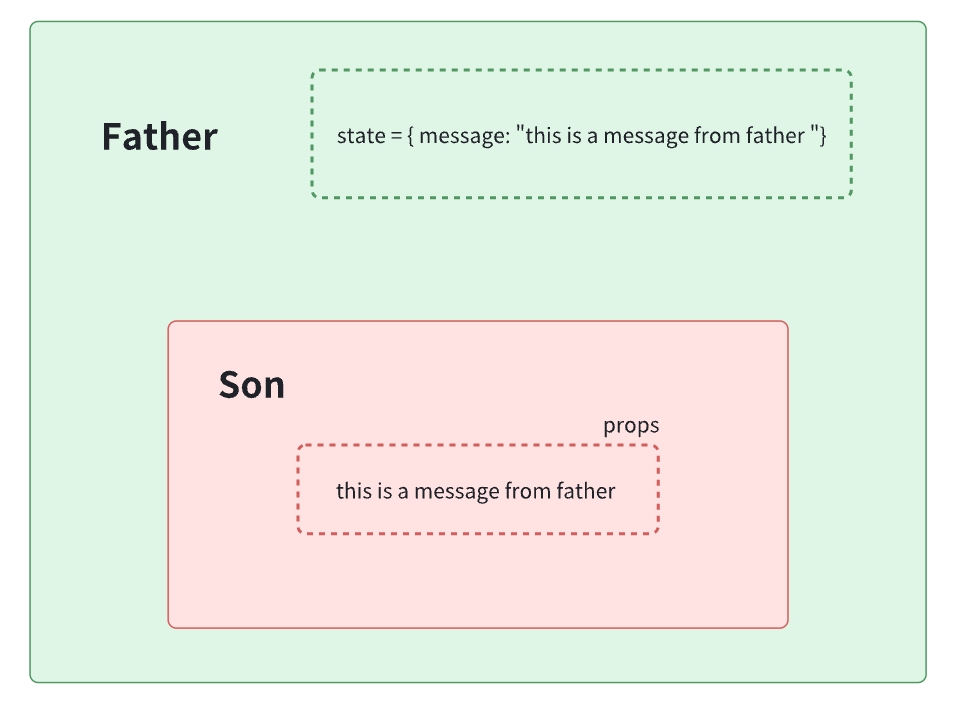 Father
state = { message: "this is a message from father "}
Son
props
this is a message from father